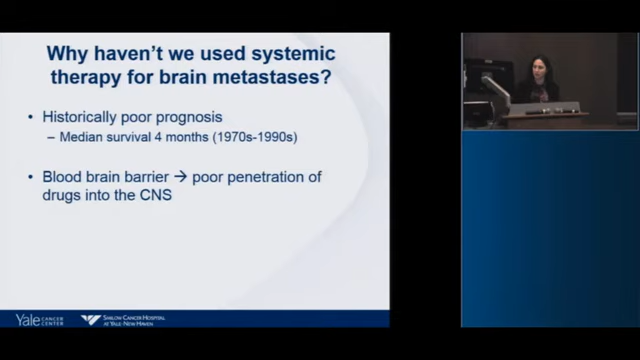 Why haven't we used systemic
therapy for brain metastases?
• Historically poor prognosis
– Median survival 4 months (1970s-1990s)
• Blood brain barrier → poor penetration of
drugs into the CNS
Yale CANCER
CENTER
SMILOW CANCER HOSPITAL
AT YALE-NEW HAVEN